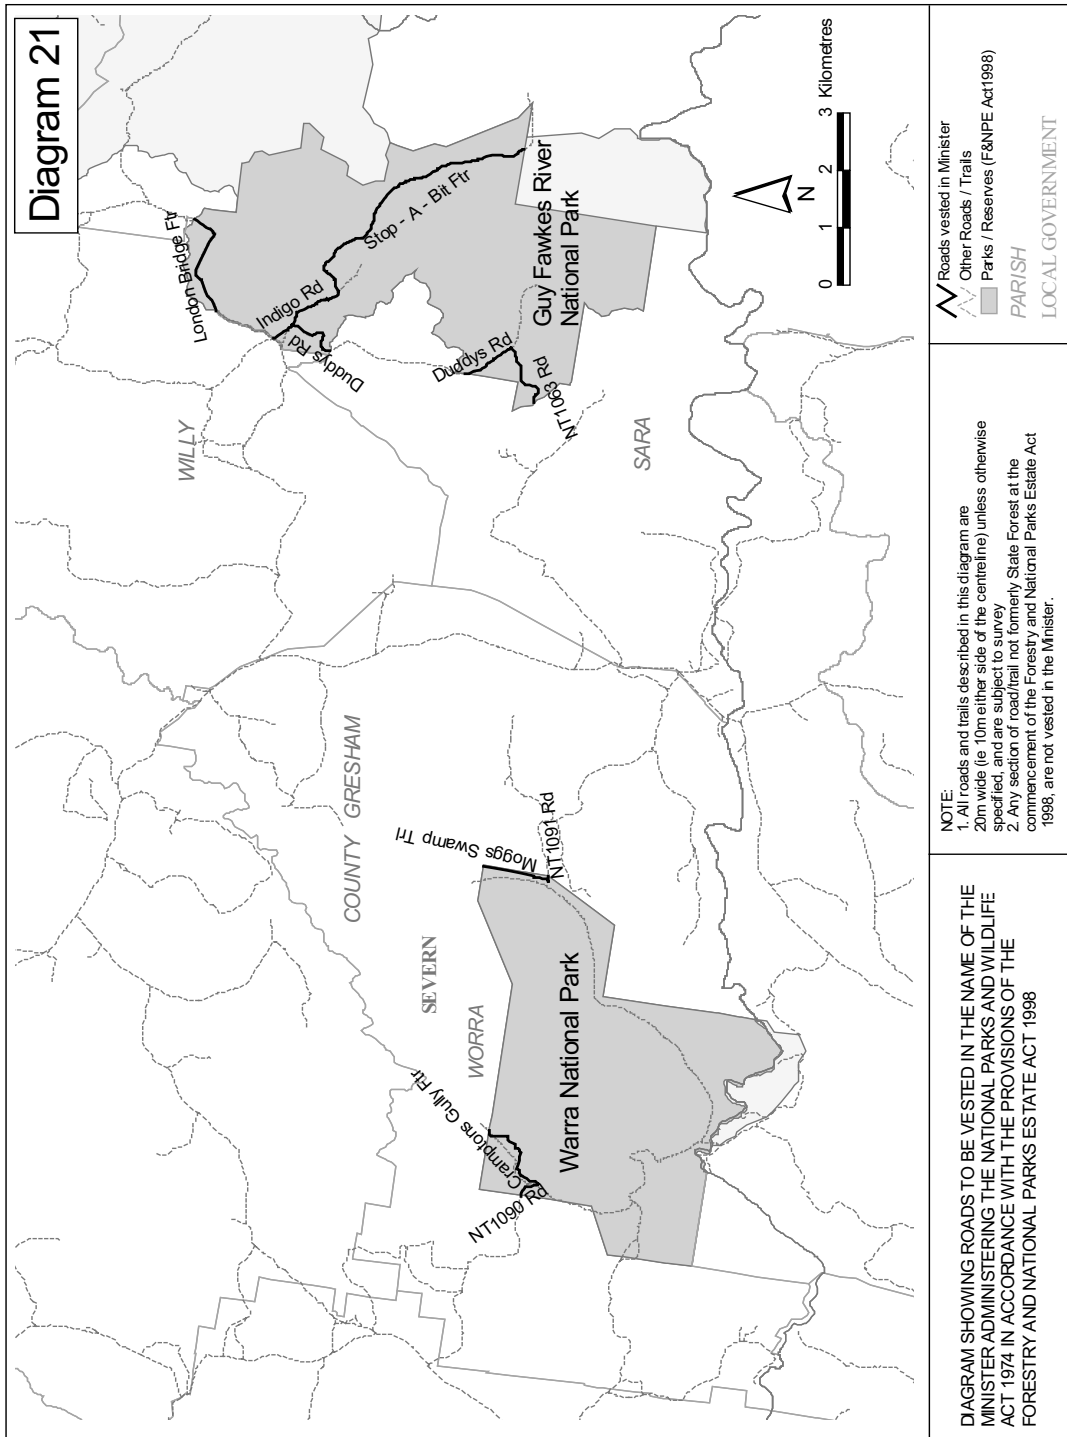 Diagram 21
London Bridge Ftr
Indigo Rd
Stop - A - Bit Ftr
Duddys Rd
Duddys Rd
NT1063 Rd
Guy Fawkes River
National Park
WILLY
SARA
COUNTY GRESHAM
Moggs Swamp Trl
NT1091 Rd
SEVERN
WORRA
Cramptons Gully Ftr
NT1090 Rd
Warra National Park
N
0 1 2 3 Kilometres
DIAGRAM SHOWING ROADS TO BE VESTED IN THE NAME OF THE
MINISTER ADMINISTERING THE NATIONAL PARKS AND WILDLIFE
ACT 1974 IN ACCORDANCE WITH THE PROVISIONS OF THE
FORESTRY AND NATIONAL PARKS ESTATE ACT 1998
NOTE:
1. All roads and trails described in this diagram are
20m wide (ie 10m either side of the centreline) unless otherwise
specified, and are subject to survey
2. Any section of road/trail not formerly State Forest at the
commencement of the Forestry and National Parks Estate Act
1998, are not vested in the Minister.
Roads vested in Minister
Other Roads / Trails
Parks / Reserves (F&NPE Act1998)
PARISH
LOCAL GOVERNMENT